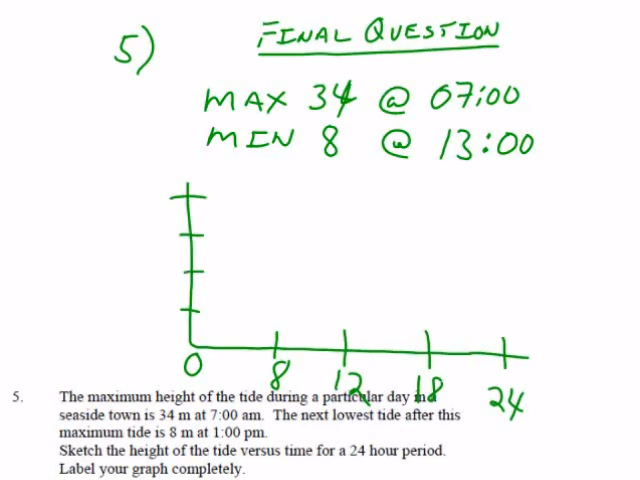 5) FINAL QUESTION
MAX 34 @ 07:00
MIN 8 @ 13:00
0 8 12 18 24
5. The maximum height of the tide during a particular day in a
seaside town is 34 m at 7:00 am. The next lowest tide after this
maximum tide is 8 m at 1:00 pm.
Sketch the height of the tide versus time for a 24 hour period.
Label your graph completely.